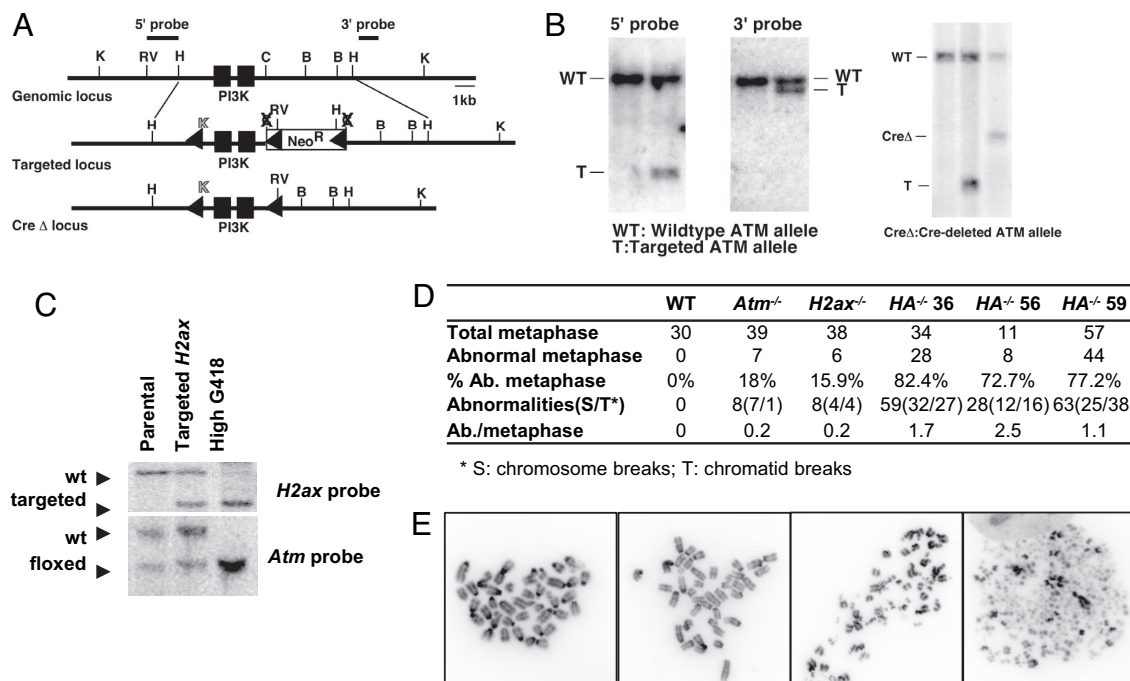 A
5' probe 3' probe
K RV H C B B H K
PI3K
Genomic locus
1kb
H K RV H B B H K
Neo^R
PI3K
Targeted locus
H K RV B B H K
PI3K
Cre Δ locus
B
5' probe 3' probe
WT WT
T
T
WT: Wildtype ATM allele
T:Targeted ATM allele
WT
CreΔ
T
CreΔ:Cre-deleted ATM allele
C
Parental
Targeted H2ax
High G418
wt
targeted
H2ax probe
wt
floxed
Atm probe
D
WT Atm-/- H2ax-/- HA-/- 36 HA-/- 56 HA-/- 59
Total metaphase 30 39 38 34 11 57
Abnormal metaphase 0 7 6 28 8 44
% Ab. metaphase 0% 18% 15.9% 82.4% 72.7% 77.2%
Abnormalities(S/T*) 0 8(7/1) 8(4/4) 59(32/27) 28(12/16) 63(25/38)
Ab./metaphase 0 0.2 0.2 1.7 2.5 1.1
* S: chromosome breaks; T: chromatid breaks
E